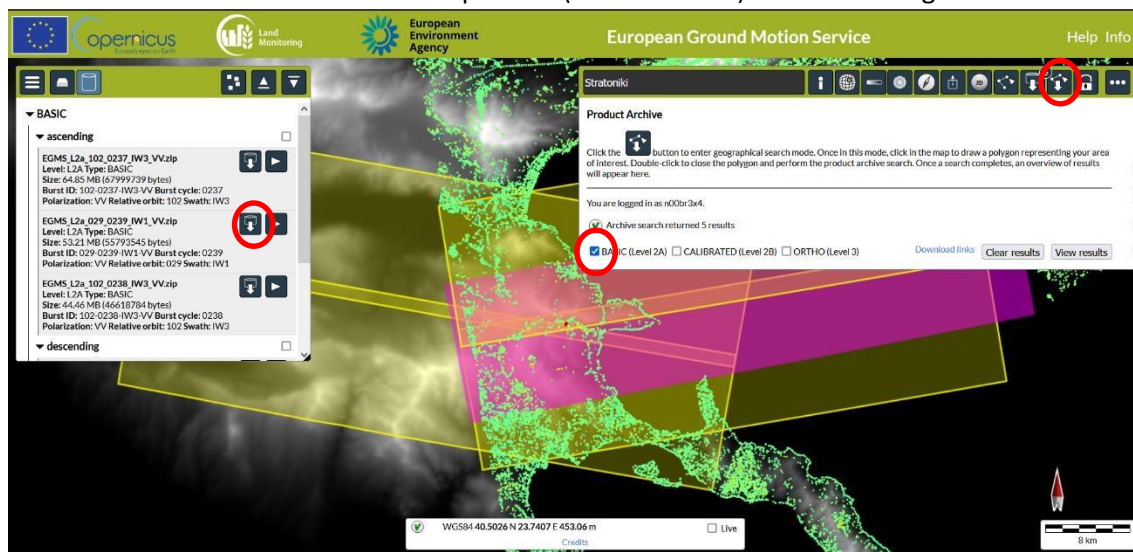 opernicus
Europe's eyes on Earth
Land
Monitoring
European
Environment
Agency
European Ground Motion Service
Help Info
BASIC
ascending
EGMS_L2a_102_0237_IW3_VV.zip
Level: L2A Type: BASIC
Size: 64.85 MB (67999739 bytes)
Burst ID: 102-0237-IW3-VV Burst cycle: 0237
Polarization: VV Relative orbit: 102 Swath: IW3
EGMS_L2a_029_0239_IW1_VV.zip
Level: L2A Type: BASIC
Size: 53.21 MB (55793545 bytes)
Burst ID: 029-0239-IW1-VV Burst cycle: 0239
Polarization: VV Relative orbit: 029 Swath: IW1
EGMS_L2a_102_0238_IW3_VV.zip
Level: L2A Type: BASIC
Size: 44.46 MB (46618784 bytes)
Burst ID: 102-0238-IW3-VV Burst cycle: 0238
Polarization: VV Relative orbit: 102 Swath: IW3
descending
Stratoniki
3D
Product Archive
Click the button to enter geographical search mode. Once in this mode, click in the map to draw a polygon representing your area
of interest. Double-click to close the polygon and perform the product archive search. Once a search completes, an overview of results
will appear here.
You are logged in as n00br3x4.
Archive search returned 5 results
BASIC (Level 2A) CALIBRATED (Level 2B) ORTHO (Level 3) Download links Clear results View results
WGS84 40.5026 N 23.7407 E 453.06 m Live
Credits
8 km